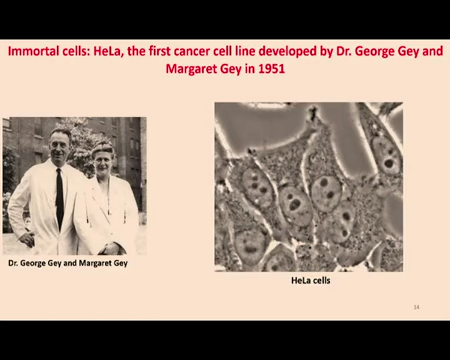 Immortal cells: HeLa, the first cancer cell line developed by Dr. George Gey and
Margaret Gey in 1951
Dr. George Gey and Margaret Gey
HeLa cells
14